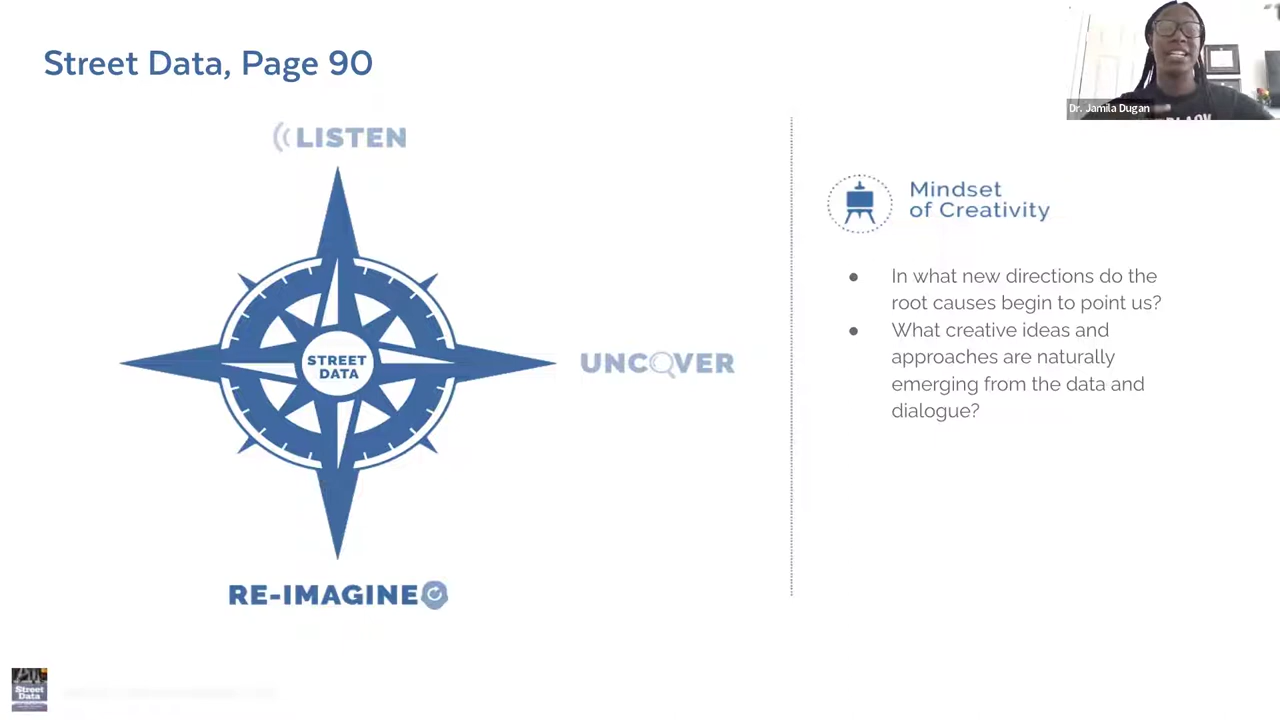 Street Data, Page 90
Dr. Jamila Dugan
LISTEN
STREET
DATA
UNCOVER
RE-IMAGINE
Mindset
of Creativity
● In what new directions do the
root causes begin to point us?
● What creative ideas and
approaches are naturally
emerging from the data and
dialogue?
Street
Data